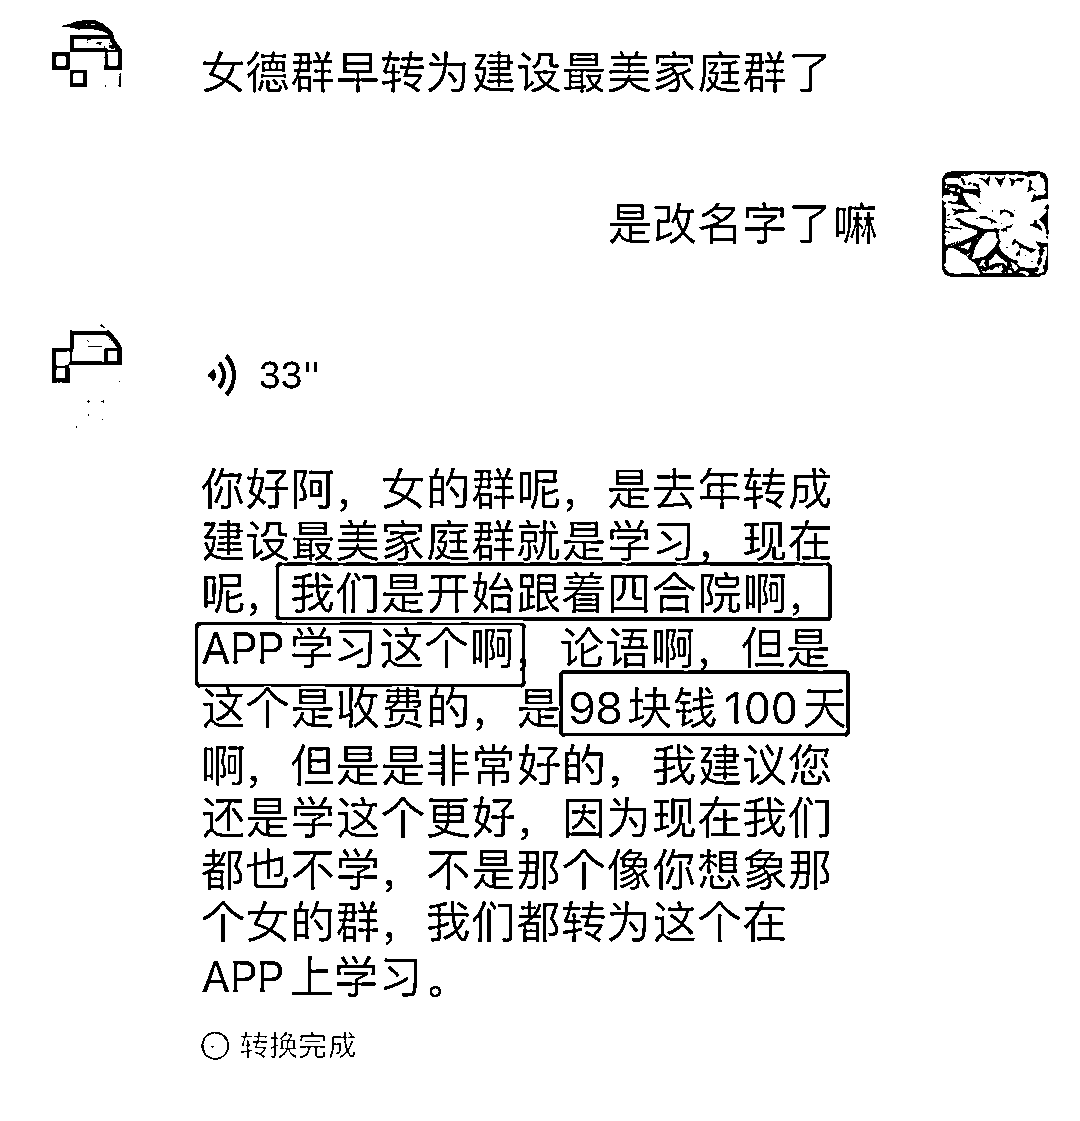 女德群早转为建设最美家庭群了
是改名字了嘛
33"
你好阿，女的群呢，是去年转成
建设最美家庭群就是学习，现在
呢，我们是开始跟着四合院啊，
APP学习这个啊，论语啊，但是
这个是收费的，是98块钱100天
啊，但是是非常好的，我建议您
还是学这个更好，因为现在我们
都也不学，不是那个像你想象那
个女的群，我们都转为这个在
APP上学习。
转换完成